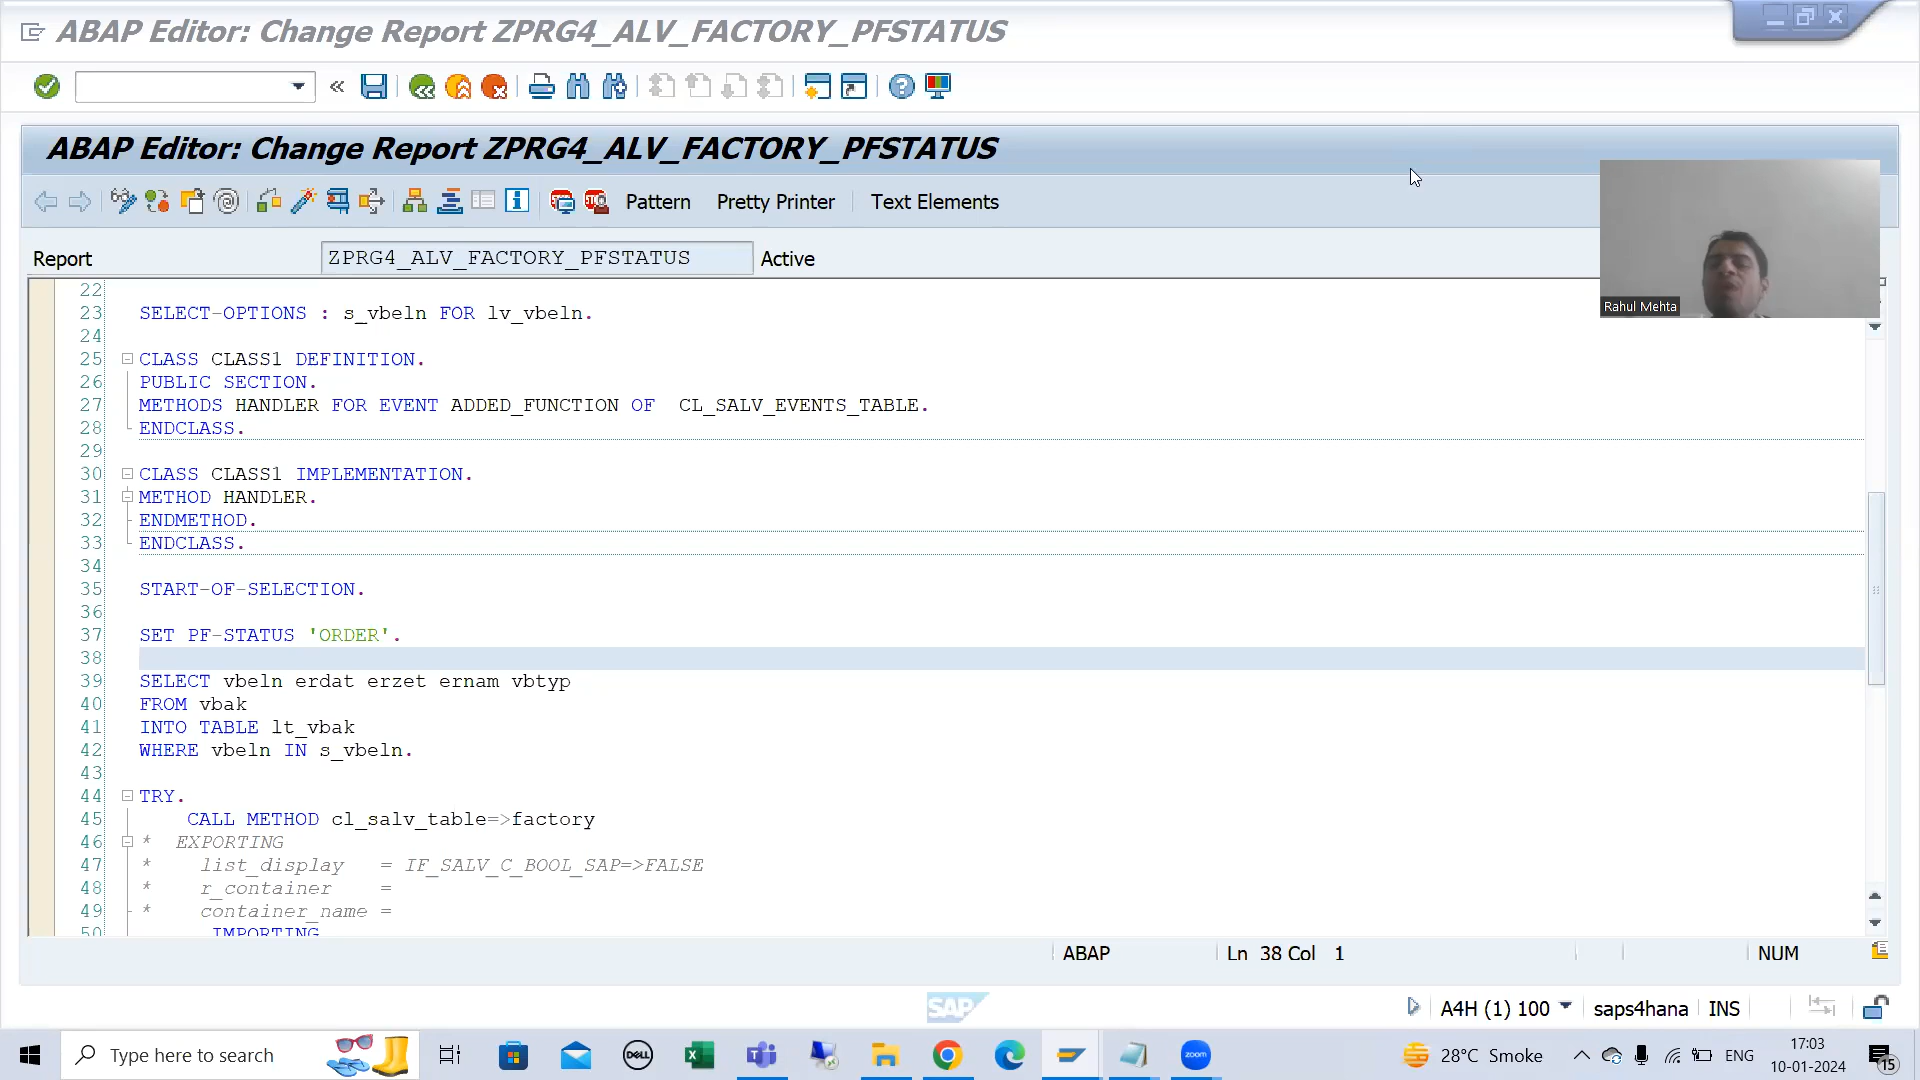 ABAP Editor: Change Report ZPRG4_ALV_FACTORY_PFSTATUS
ABAP Editor: Change Report ZPRG4_ALV_FACTORY_PFSTATUS
Pattern Pretty Printer Text Elements
Report ZPRG4_ALV_FACTORY_PFSTATUS Active
Rahul Mehta
22
23 SELECT-OPTIONS : s_vbeln FOR lv_vbeln.
24
25 CLASS CLASS1 DEFINITION.
26 PUBLIC SECTION.
27 METHODS HANDLER FOR EVENT ADDED_FUNCTION OF CL_SALV_EVENTS_TABLE.
28 ENDCLASS.
29
30 CLASS CLASS1 IMPLEMENTATION.
31 METHOD HANDLER.
32 ENDMETHOD.
33 ENDCLASS.
34
35 START-OF-SELECTION.
36
37 SET PF-STATUS 'ORDER'.
38
39 SELECT vbeln erdat erzet ernam vbtyp
40 FROM vbak
41 INTO TABLE lt_vbak
42 WHERE vbeln IN s_vbeln.
43
44 TRY.
45 CALL METHOD cl_salv_table=>factory
46 * EXPORTING
47 * list_display = IF_SALV_C_BOOL_SAP=>FALSE
48 * r_container =
49 * container_name =
50 IMPORTING
ABAP Ln 38 Col 1 NUM
SAP A4H (1) 100 saps4hana INS
Type here to search DELL zoom 28°C Smoke ENG 17:03
10-01-2024 15